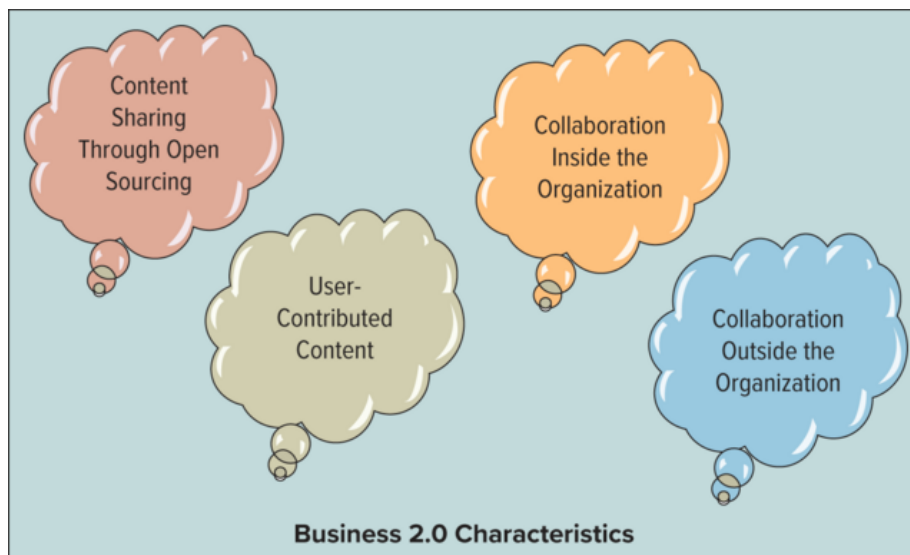 Content
Sharing
Through Open
Sourcing
Collaboration
Inside the
Organization
User-
Contributed
Content
Collaboration
Outside the
Organization
Business 2.0 Characteristics